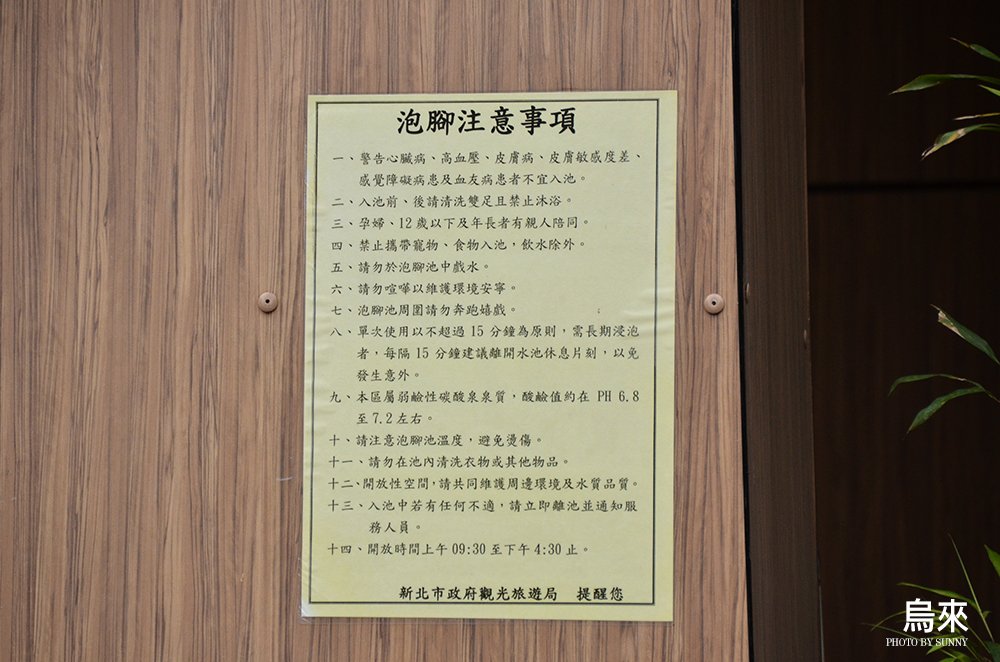 泡腳注意事項
一、警告心臟病、高血壓、皮膚病、皮膚敏感度差、
感覺障礙病患及血友病患者不宜入池。
二、入池前、後請清洗雙足且禁止沐浴。
三、孕婦、12歲以下及年長者有親人陪同。
四、禁止攜帶寵物、食物入池，飲水除外。
五、請勿於泡腳池中戲水。
六、請勿喧嘩以維護環境安寧。
七、泡腳池周圍請勿奔跑嬉戲。
八、單次使用以不超過 15 分鐘為原則，需長期浸泡
者，每隔 15 分鐘建議離開水池休息片刻，以免
發生意外。
九、本區屬弱鹼性碳酸泉泉質，酸鹼值約在 PH 6.8
至 7.2 左右。
十、請注意泡腳池溫度，避免燙傷。
十一、請勿在池內清洗衣物或其他物品。
十二、開放性空間，請共同維護周邊環境及水質品質。
十三、入池中若有任何不適，請立即離池並通知服
務人員。
十四、開放時間上午 09:30 至下午 4:30 止。
新北市政府觀光旅遊局 提醒您
烏來
PHOTO BY SUNNY